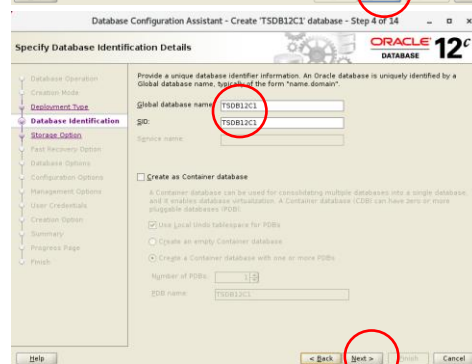 Database Configuration Assistant - Create 'TSDB12C1' database - Step 4 of 14
Specify Database Identification Details
ORACLE 12c
DATABASE
Database Operation
Creation Mode
Deployment Type
Database Identification
Storage Option
Fast Recovery Option
Database Options
Configuration Options
Management Options
User Credentials
Creation Option
Summary
Progress Page
Finish
Provide a unique database identifier information. An Oracle database is uniquely identified by a
Global database name, typically of the form "name.domain".
Global database name: TSDB12C1
SID: TSDB12C1
Service name:
Create as Container database
A Container database can be used for consolidating multiple databases into a single database,
and it enables database virtualization. A Container database (CDB) can have zero or more
pluggable databases (PDB).
Use Local Undo tablespace for PDBs
Create an empty Container database
Create a Container database with one or more PDBs
Number of PDBs: 1
PDB name: TSDB12C1
Help
< Back Next > Finish Cancel